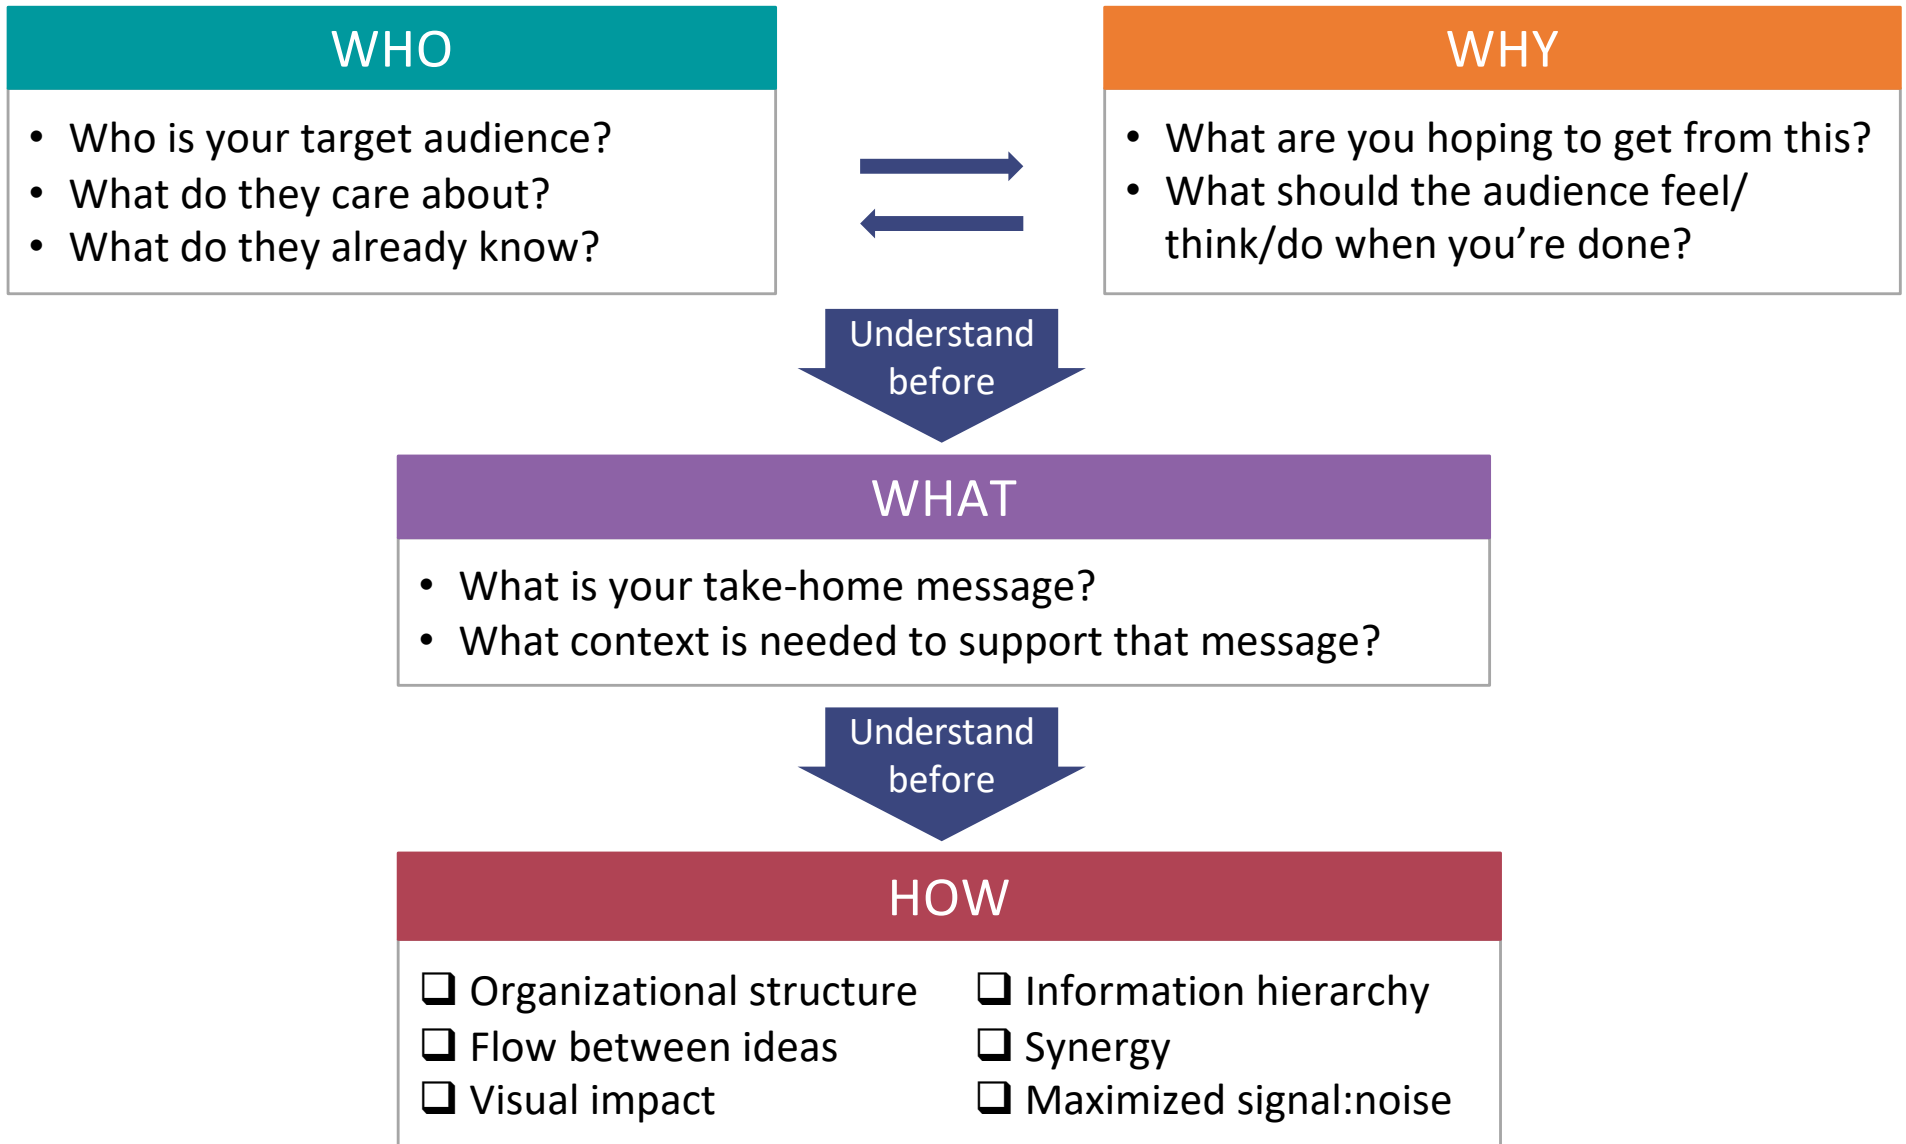 WHO
• Who is your target audience?
• What do they care about?
• What do they already know?
WHY
• What are you hoping to get from this?
• What should the audience feel/
think/do when you’re done?
Understand
before
WHAT
• What is your take-home message?
• What context is needed to support that message?
Understand
before
HOW
❑ Organizational structure
❑ Flow between ideas
❑ Visual impact
❑ Information hierarchy
❑ Synergy
❑ Maximized signal:noise